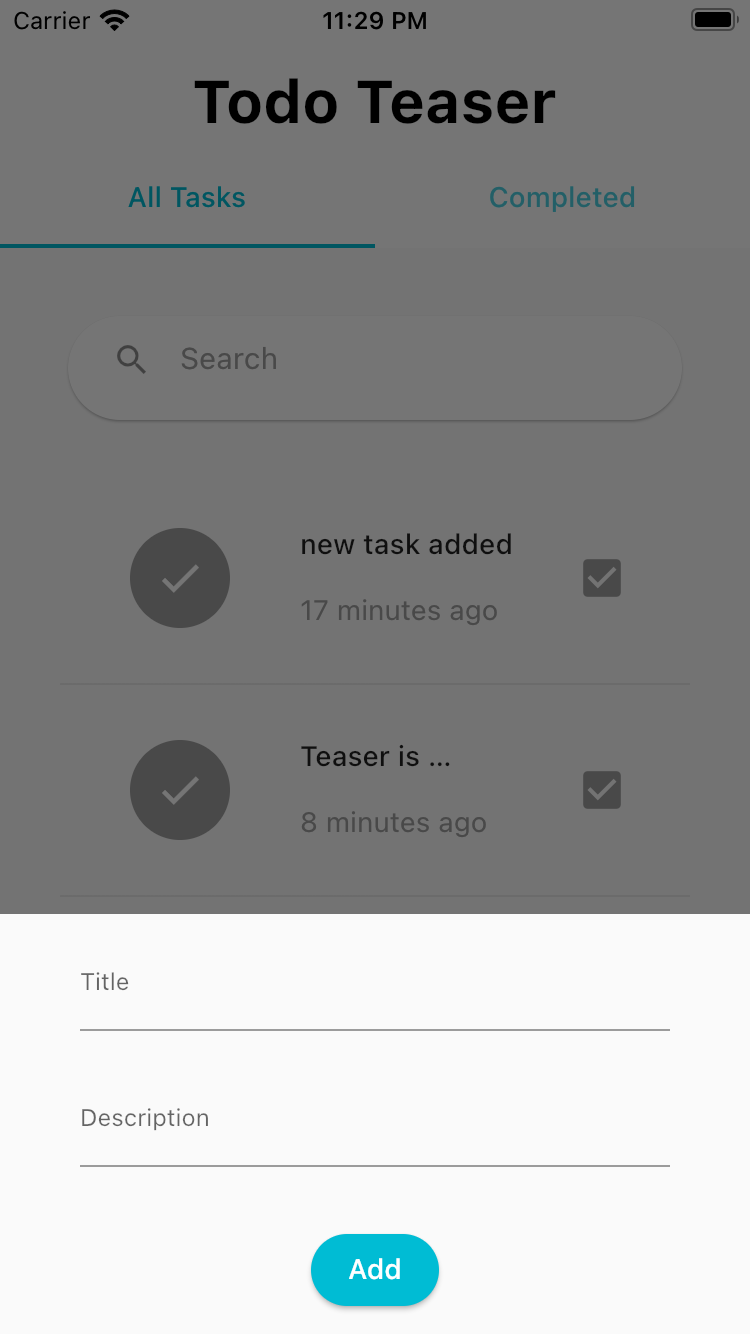 Carrier 11:29 PM
Todo Teaser
All Tasks Completed
Search
new task added
17 minutes ago
Teaser is ...
8 minutes ago
Title
Description
Add